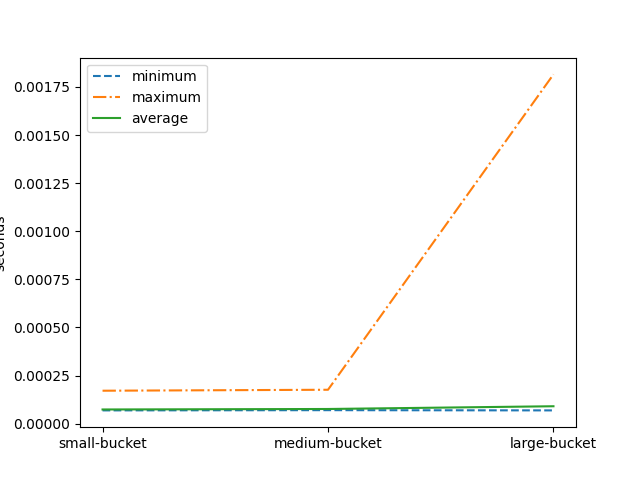 minimum
maximum
average
0.00175
0.00150
0.00125
0.00100
0.00075
0.00050
0.00025
0.00000
seconds
small-bucket medium-bucket large-bucket